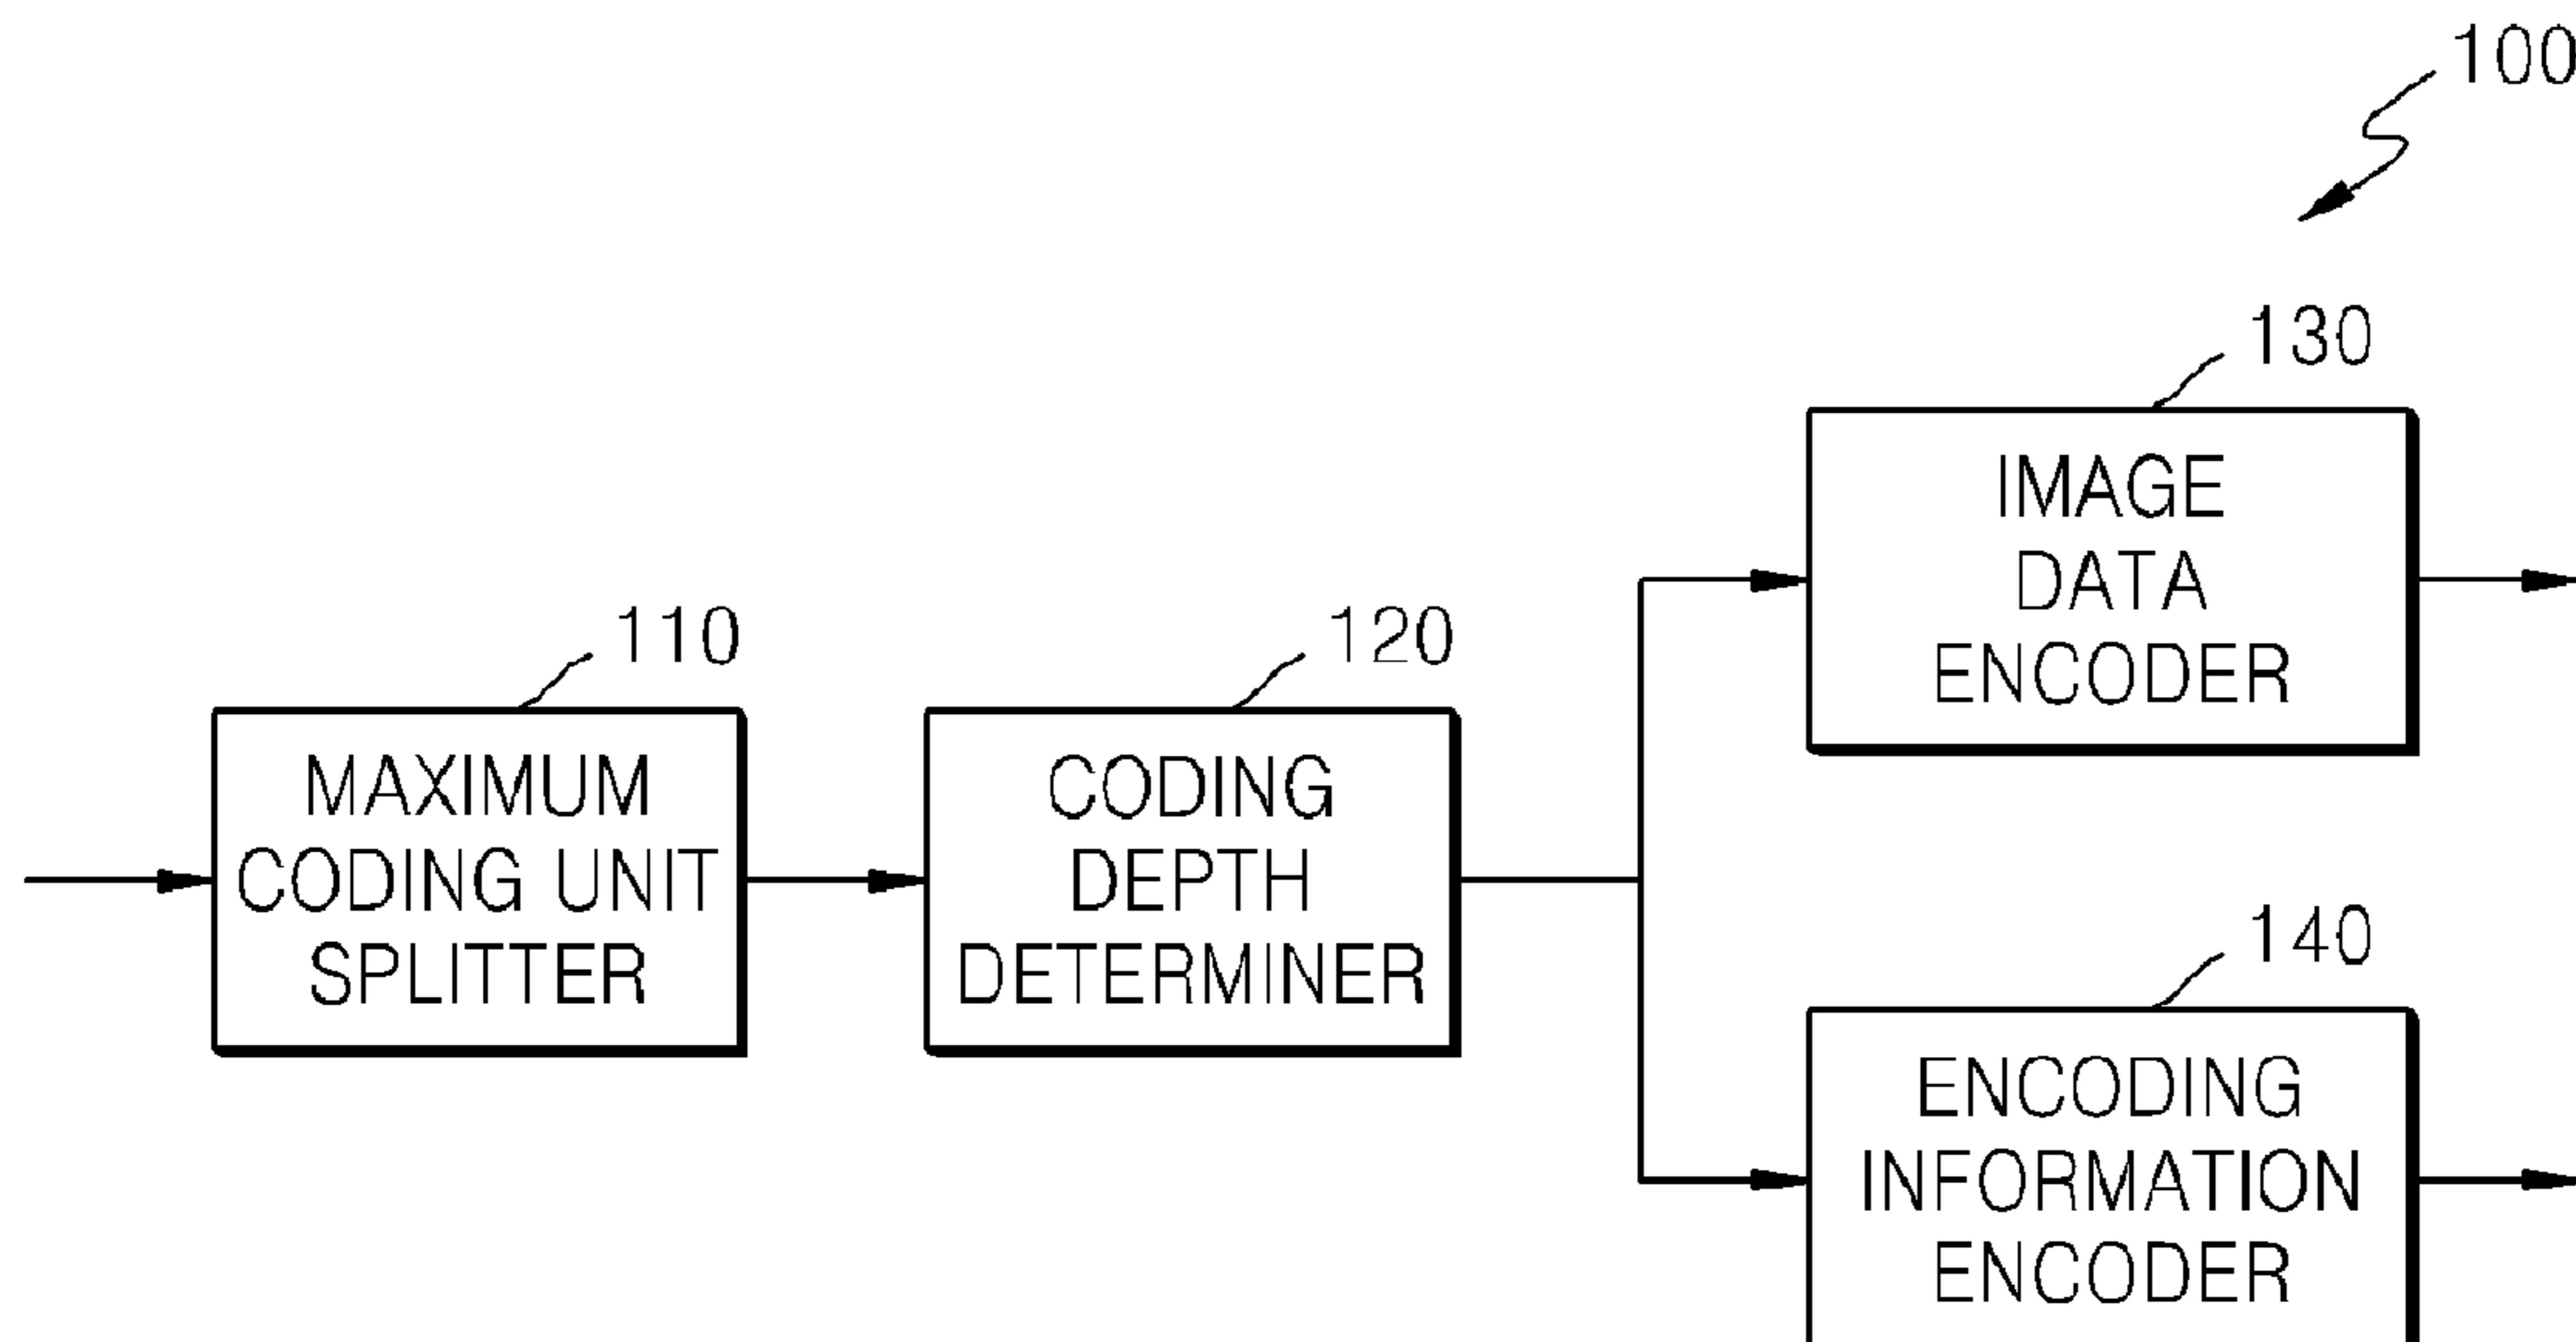 100
130
IMAGE
DATA
ENCODER
110
MAXIMUM
CODING UNIT
SPLITTER
120
CODING
DEPTH
DETERMINER
140
ENCODING
INFORMATION
ENCODER